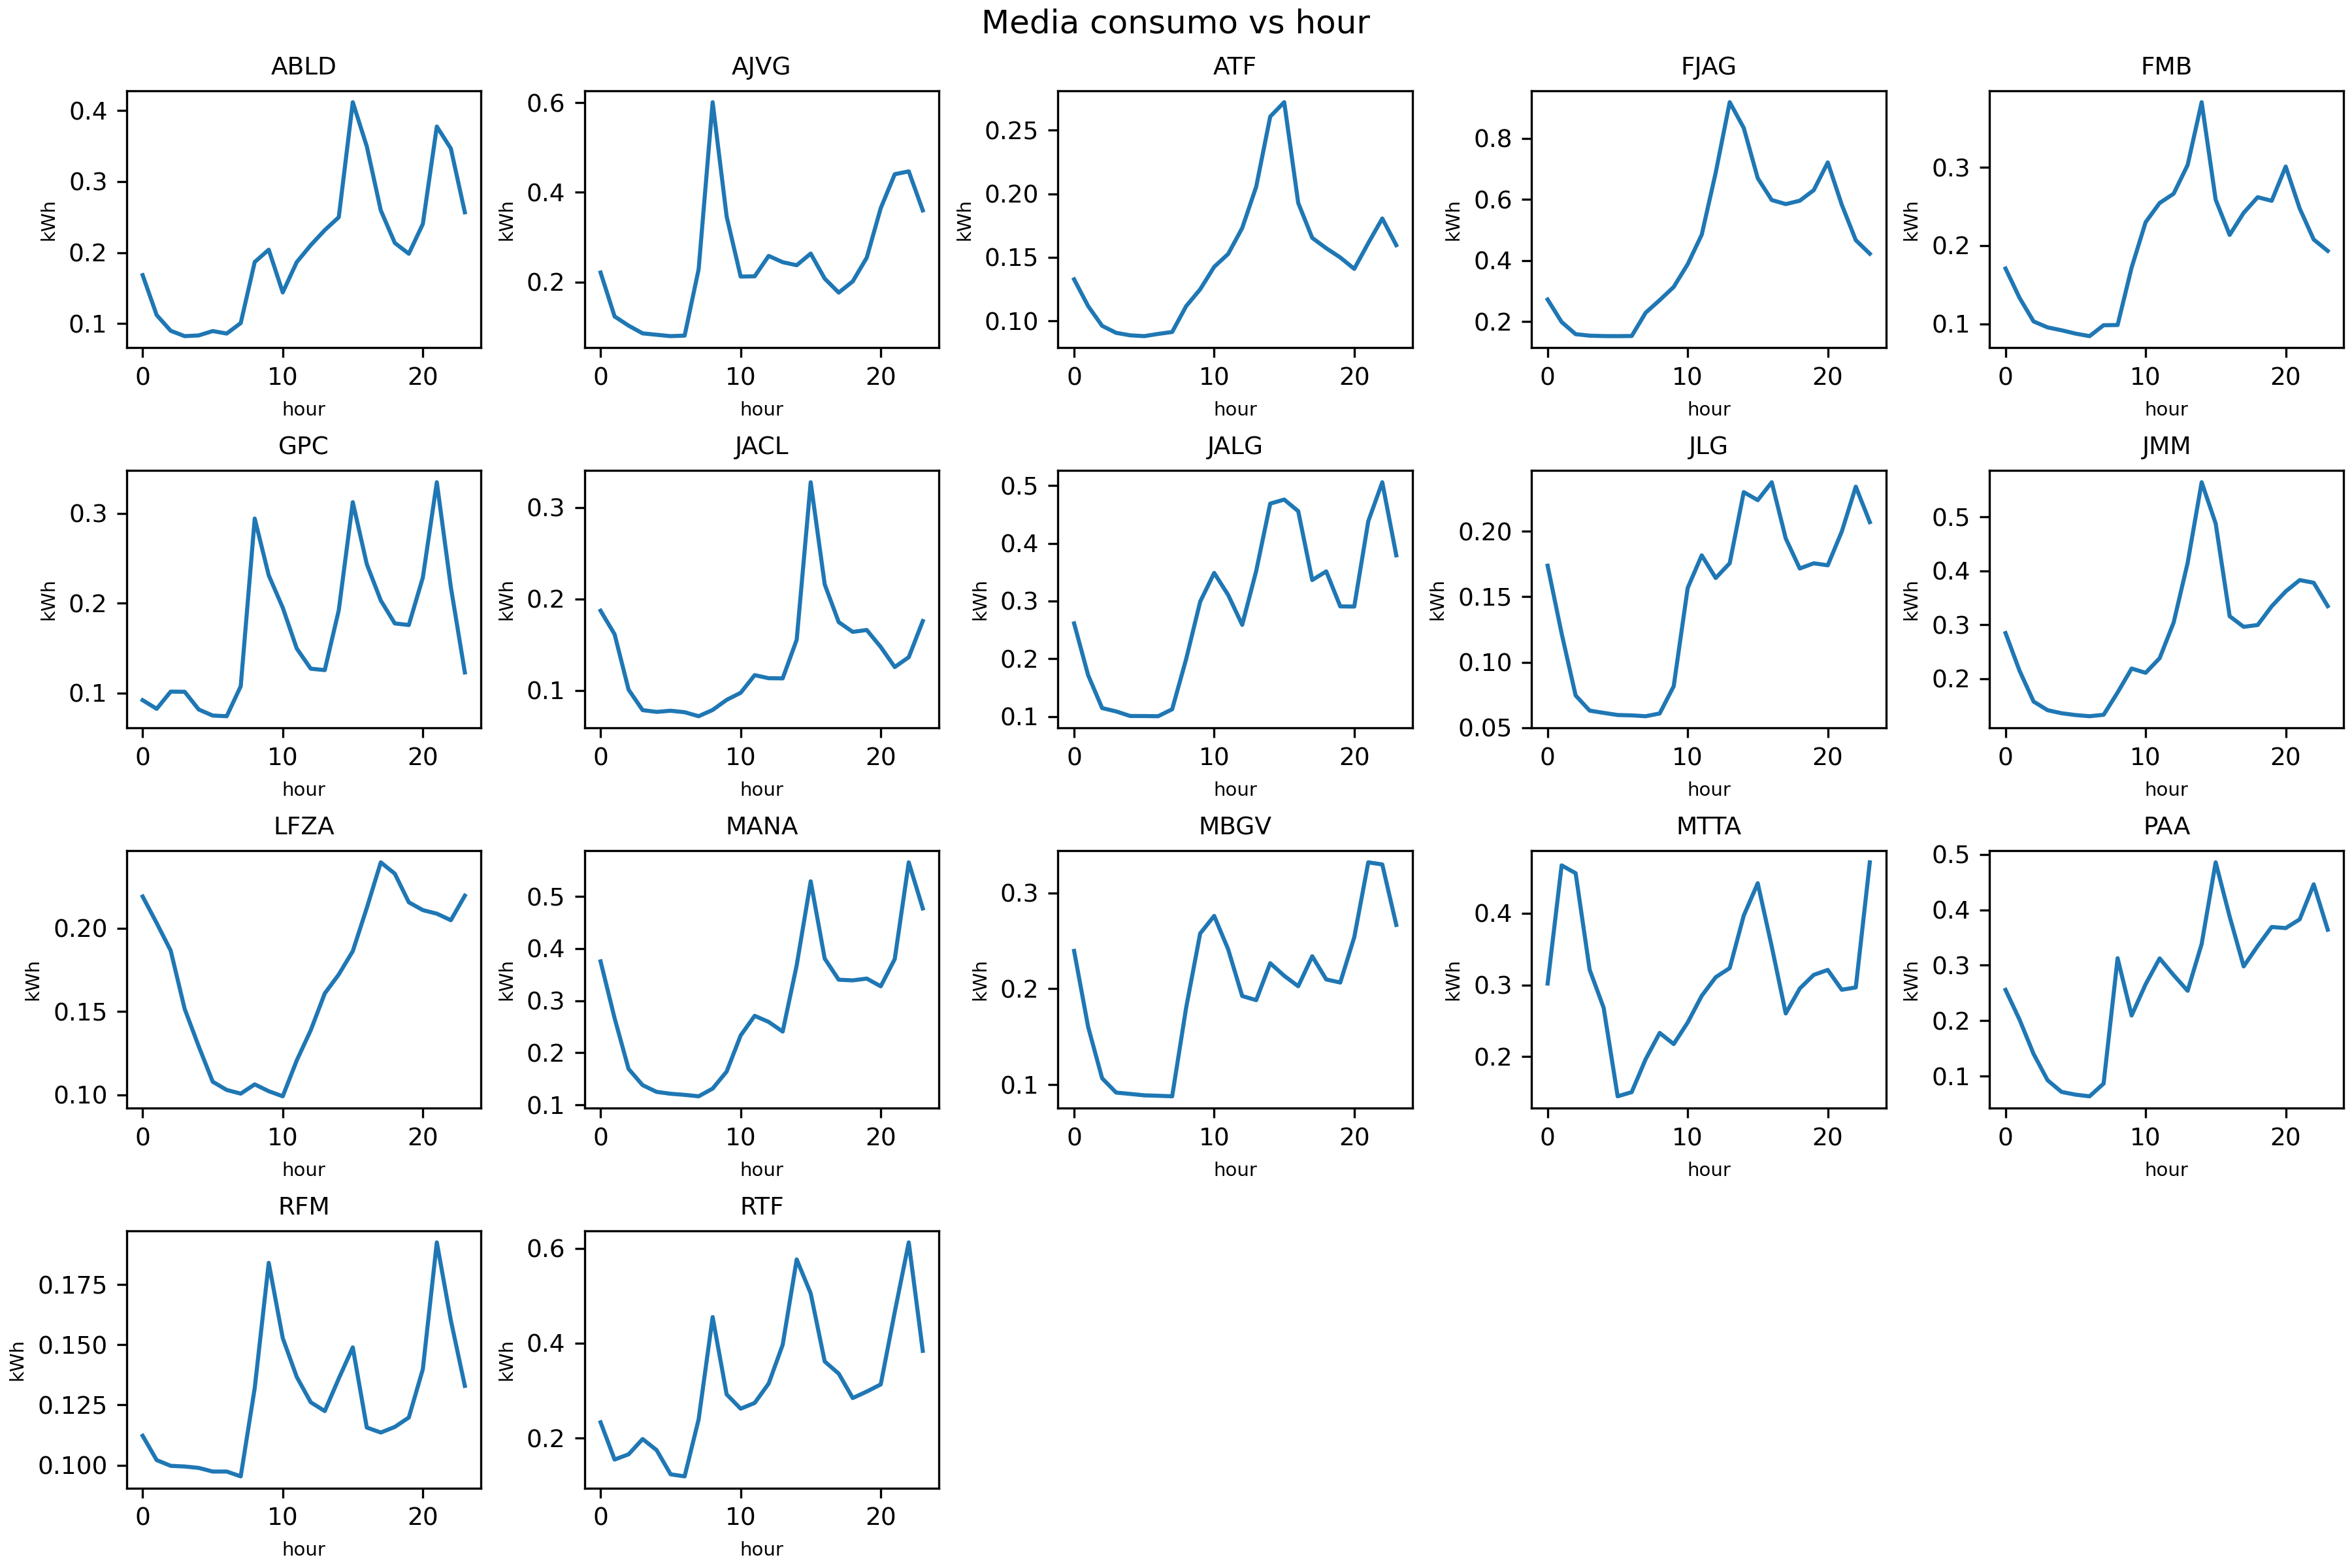 Media consumo vs hour
ABLD
AJVG
ATF
FJAG
FMB
0.4
0.3
0.2
0.1
kWh
0 10 20
hour
0.6
0.4
0.2
kWh
0 10 20
hour
0.25
0.20
0.15
0.10
kWh
0 10 20
hour
0.8
0.6
0.4
0.2
kWh
0 10 20
hour
0.3
0.2
0.1
kWh
0 10 20
hour
GPC
JACL
JALG
JLG
JMM
0.3
0.2
0.1
kWh
0 10 20
hour
0.3
0.2
0.1
kWh
0 10 20
hour
0.5
0.4
0.3
0.2
0.1
kWh
0 10 20
hour
0.20
0.15
0.10
0.05
kWh
0 10 20
hour
0.5
0.4
0.3
0.2
kWh
0 10 20
hour
LFZA
MANA
MBGV
MTTA
PAA
0.20
0.15
0.10
kWh
0 10 20
hour
0.5
0.4
0.3
0.2
0.1
kWh
0 10 20
hour
0.3
0.2
0.1
kWh
0 10 20
hour
0.4
0.3
0.2
kWh
0 10 20
hour
0.5
0.4
0.3
0.2
0.1
kWh
0 10 20
hour
RFM
RTF
0.175
0.150
0.125
0.100
kWh
0 10 20
hour
0.6
0.4
0.2
kWh
0 10 20
hour